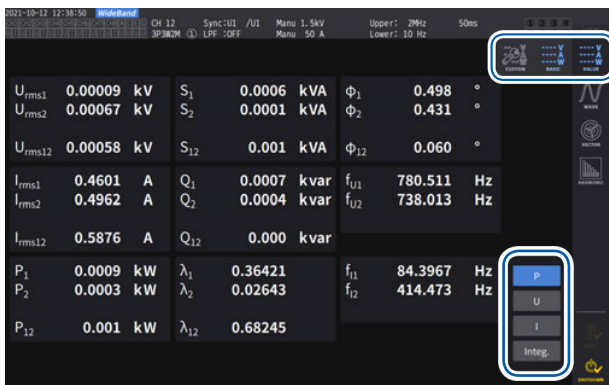 2021-10-12 12:38:50 WideBand CH 12 Sync:U1 /U1 Manu 1.5kV Upper: 2MHz 50ms
3P3W2M ① LPF :OFF Manu 50 A Lower: 10 Hz
CUSTOM BASIC VALUE
Urms1 0.00009 kV S1 0.0006 kVA Φ1 0.498 °
Urms2 0.00067 kV S2 0.0001 kVA Φ2 0.431 °
Urms12 0.00058 kV S12 0.001 kVA Φ12 0.060 °
WAVE
VECTOR
HARMONIC
Irms1 0.4601 A Q1 0.0007 kvar fU1 780.511 Hz
Irms2 0.4962 A Q2 0.0004 kvar fU2 738.013 Hz
Irms12 0.5876 A Q12 0.000 kvar
P1 0.0009 kW λ1 0.36421 fI1 84.3967 Hz
P2 0.0003 kW λ2 0.02643 fI2 414.473 Hz
P12 0.001 kW λ12 0.68245
P
U
I
Integ.
SHUTDOWN